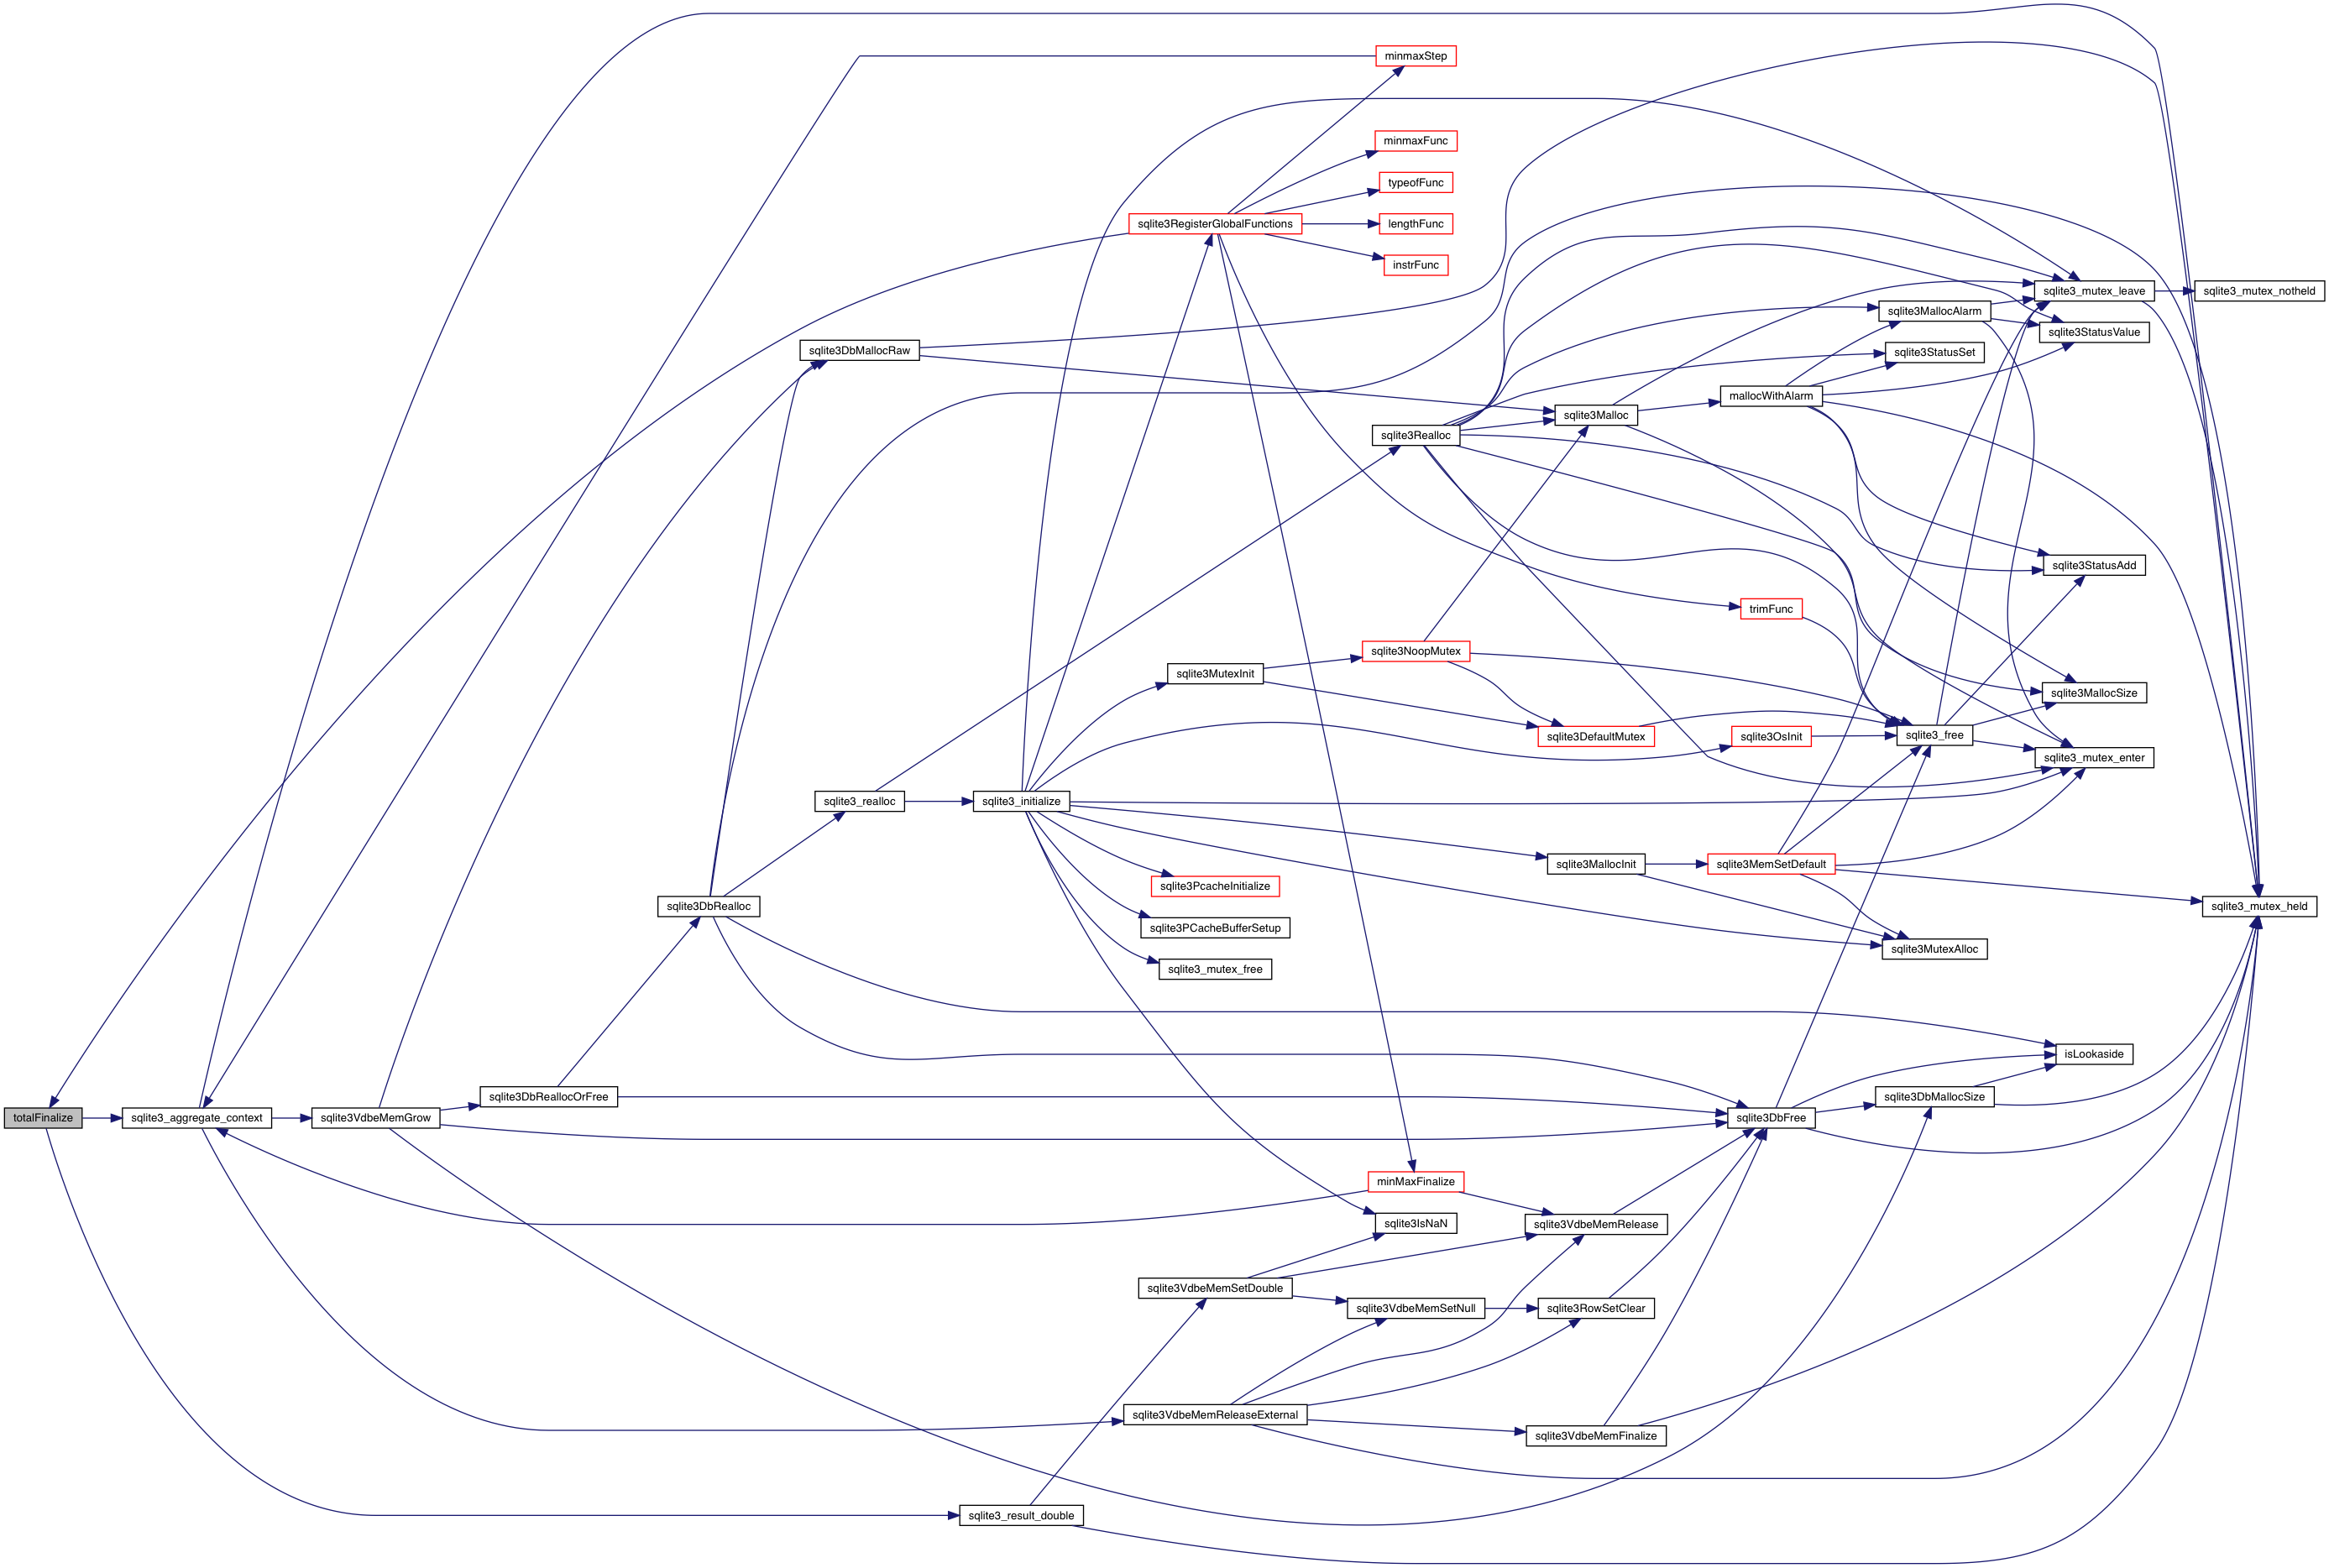 minmaxStep
minmaxFunc
typeofFunc
sqlite3RegisterGlobalFunctions
lengthFunc
instrFunc
sqlite3_mutex_leave
sqlite3_mutex_notheld
sqlite3MallocAlarm
sqlite3StatusValue
sqlite3DbMallocRaw
sqlite3StatusSet
mallocWithAlarm
sqlite3Malloc
sqlite3Realloc
sqlite3StatusAdd
trimFunc
sqlite3NoopMutex
sqlite3MutexInit
sqlite3MallocSize
sqlite3DefaultMutex
sqlite3OsInit
sqlite3_free
sqlite3_mutex_enter
sqlite3_realloc
sqlite3_initialize
sqlite3MallocInit
sqlite3MemSetDefault
sqlite3PcacheInitialize
sqlite3DbRealloc
sqlite3_mutex_held
sqlite3PCacheBufferSetup
sqlite3MutexAlloc
sqlite3_mutex_free
isLookaside
sqlite3DbReallocOrFree
sqlite3DbMallocSize
totalFinalize
sqlite3_aggregate_context
sqlite3VdbeMemGrow
sqlite3DbFree
minMaxFinalize
sqlite3IsNaN
sqlite3VdbeMemRelease
sqlite3VdbeMemSetDouble
sqlite3VdbeMemSetNull
sqlite3RowSetClear
sqlite3VdbeMemReleaseExternal
sqlite3VdbeMemFinalize
sqlite3_result_double